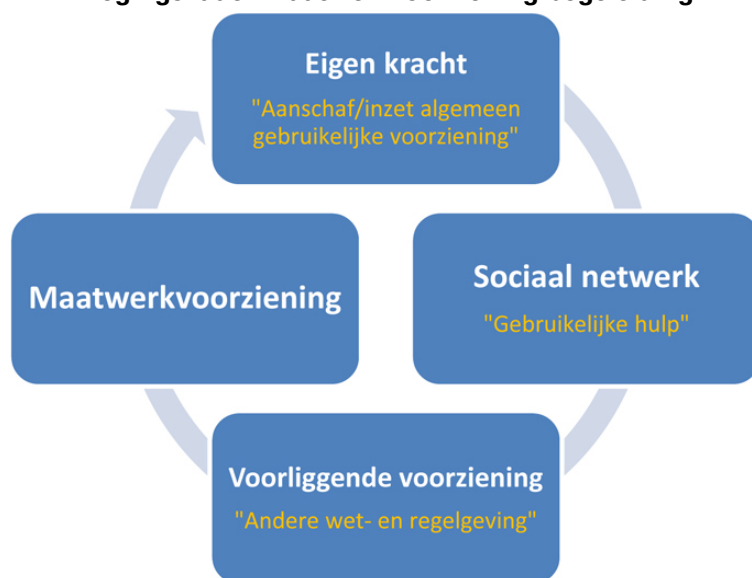 Eigen kracht
"Aanschaf/inzet algemeen
gebruikelijke voorziening"
Maatwerkvoorziening
Sociaal netwerk
"Gebruikelijke hulp"
Voorliggende voorziening
"Andere wet- en regelgeving"